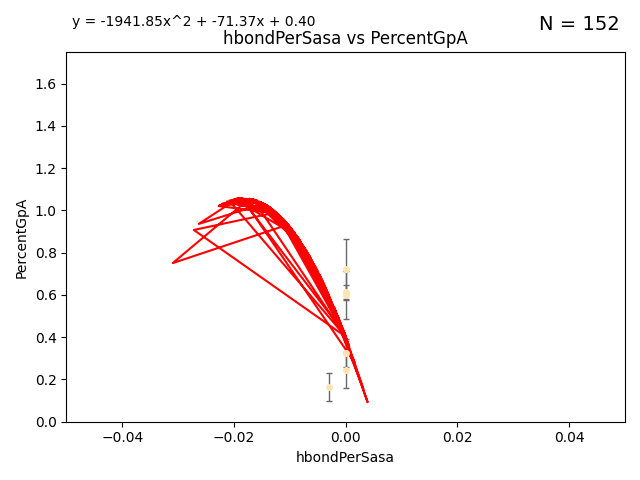 y = -1941.85x^2 + -71.37x + 0.40
N = 152
hbondPerSasa vs PercentGpA
1.6
1.4
1.2
1.0
0.8
0.6
0.4
0.2
0.0
PercentGpA
−0.04 −0.02 0.00 0.02 0.04
hbondPerSasa